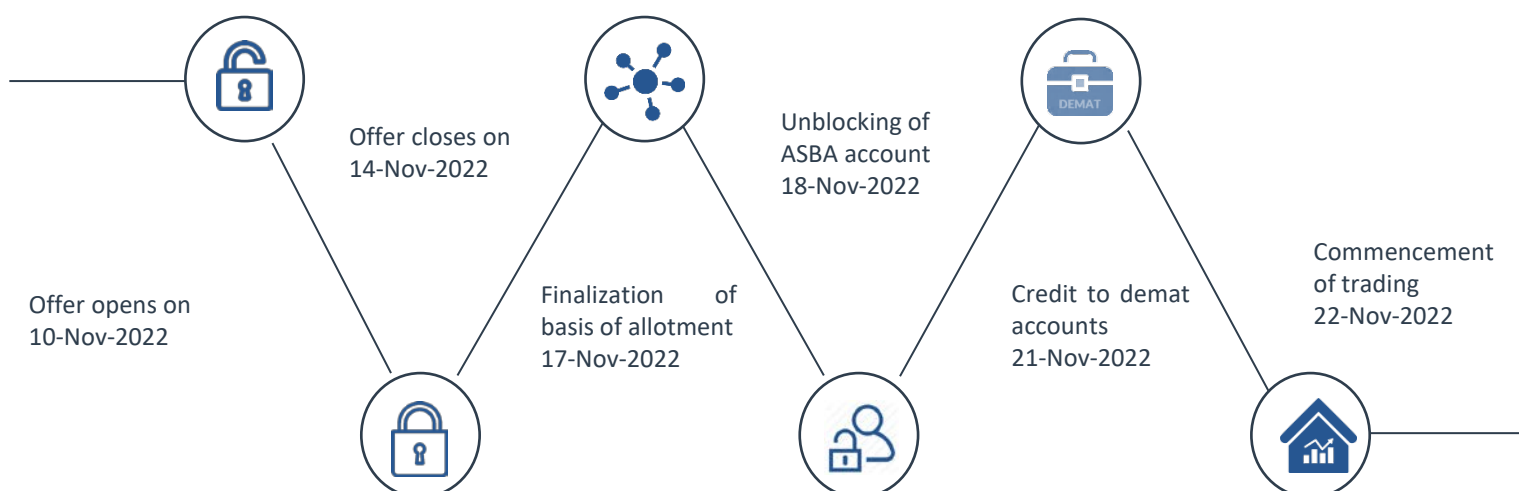 Offer opens on
10-Nov-2022
Offer closes on
14-Nov-2022
Finalization of
basis of allotment
17-Nov-2022
Unblocking of
ASBA account
18-Nov-2022
DEMAT
Credit to demat
accounts
21-Nov-2022
Commencement
of trading
22-Nov-2022